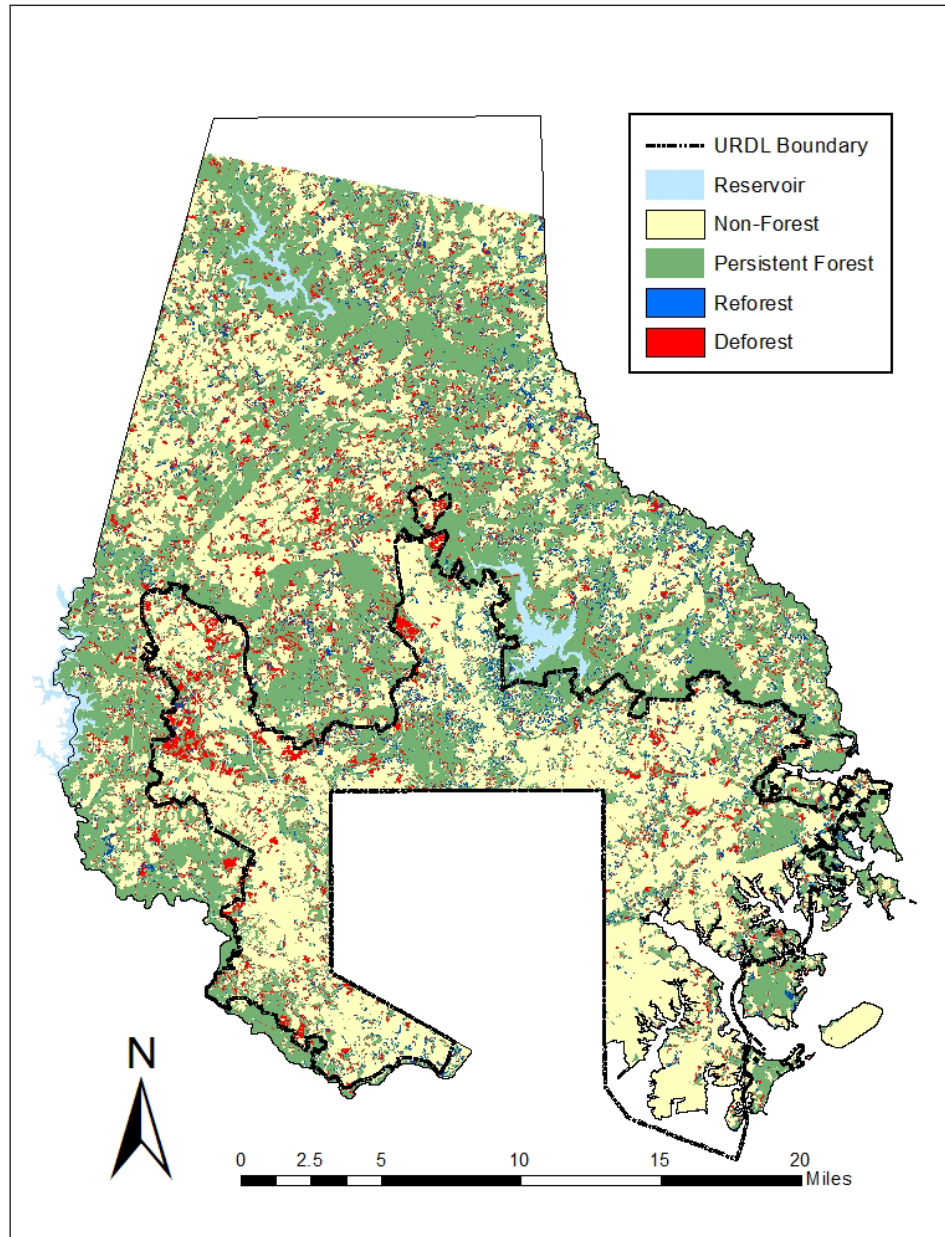 URDL Boundary
Reservoir
Non-Forest
Persistent Forest
Reforest
Deforest
N
0 2.5 5 10 15 20
Miles